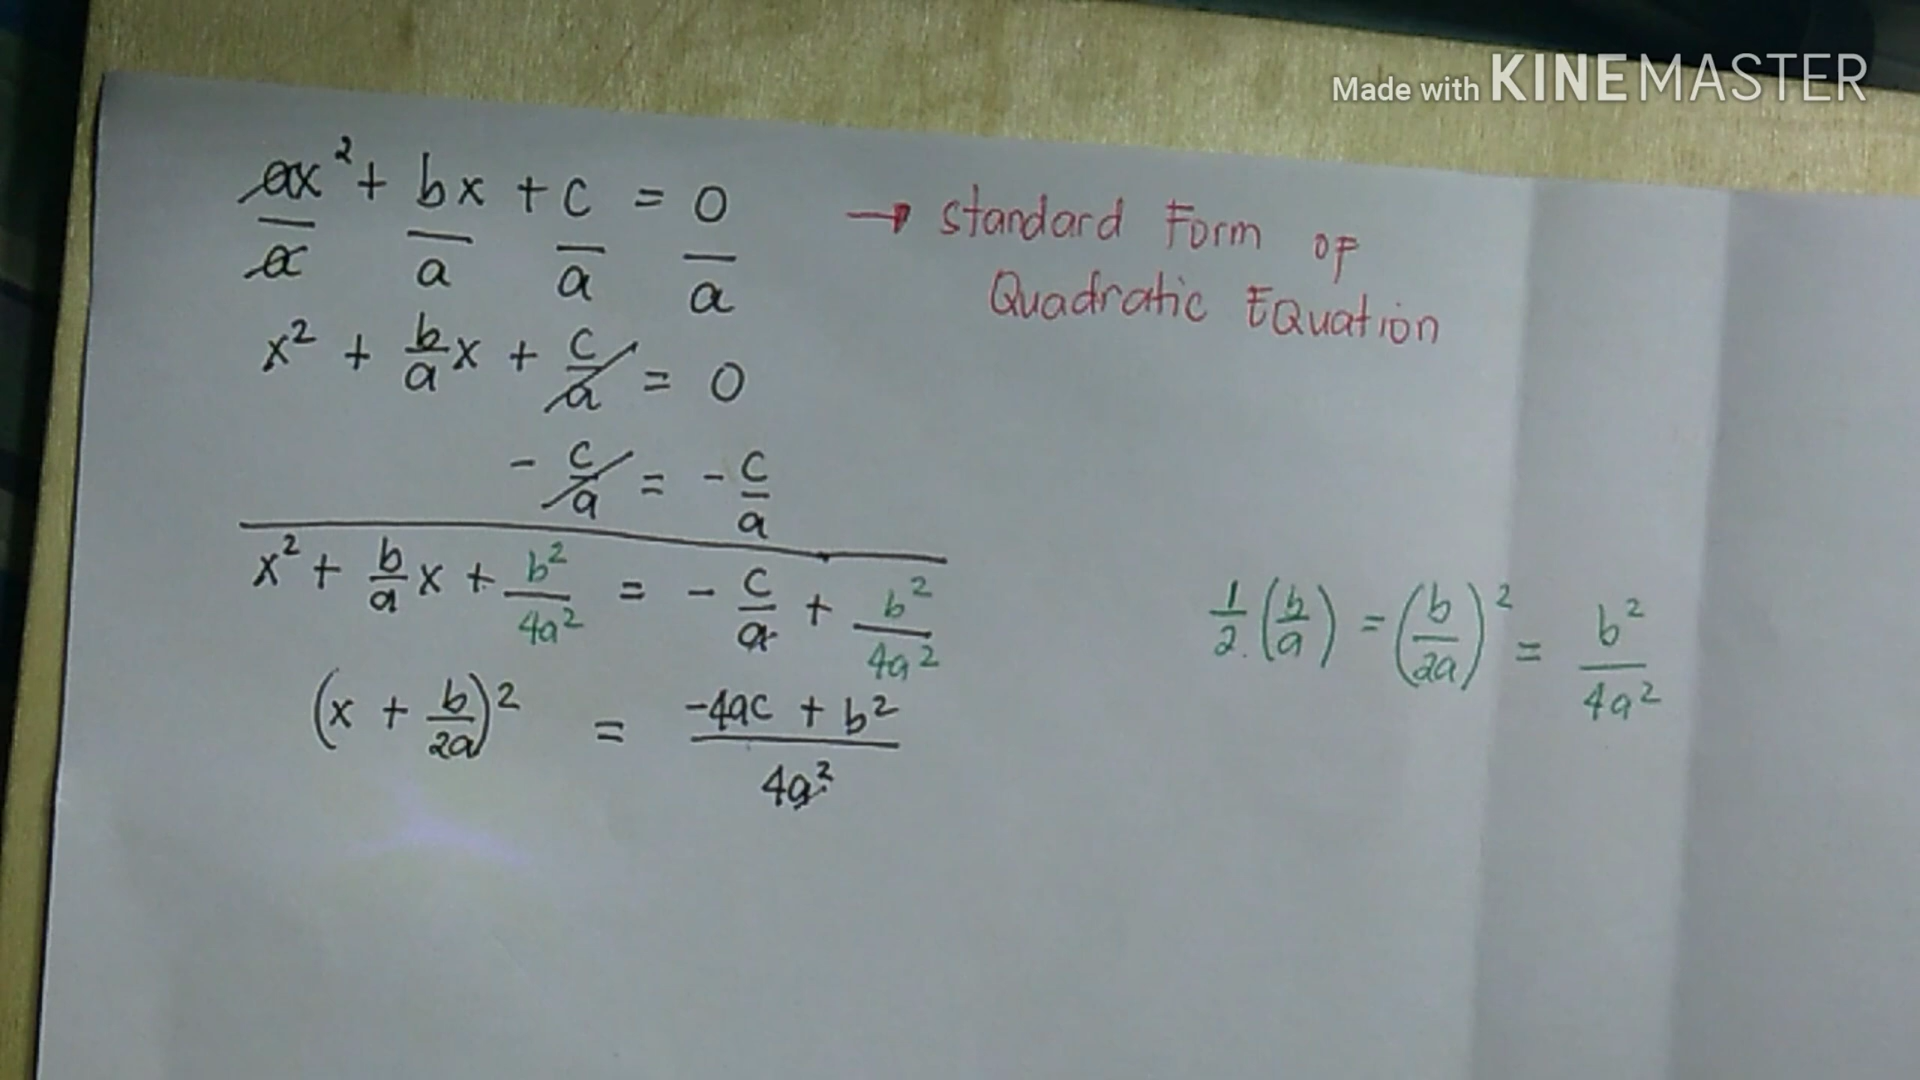 Made with KINEMASTER
ax² + bx + c = 0 → Standard Form of
a a a a
Quadratic Equation
x² + b/a x + c/a = 0
- c/a = - c/a
x² + b/a x + b²/4a² = - c/a + b²/4a²
1/2 (b/a) = (b/2a)² = b²/4a²
(x + b/2a)² = -4ac + b² / 4a²